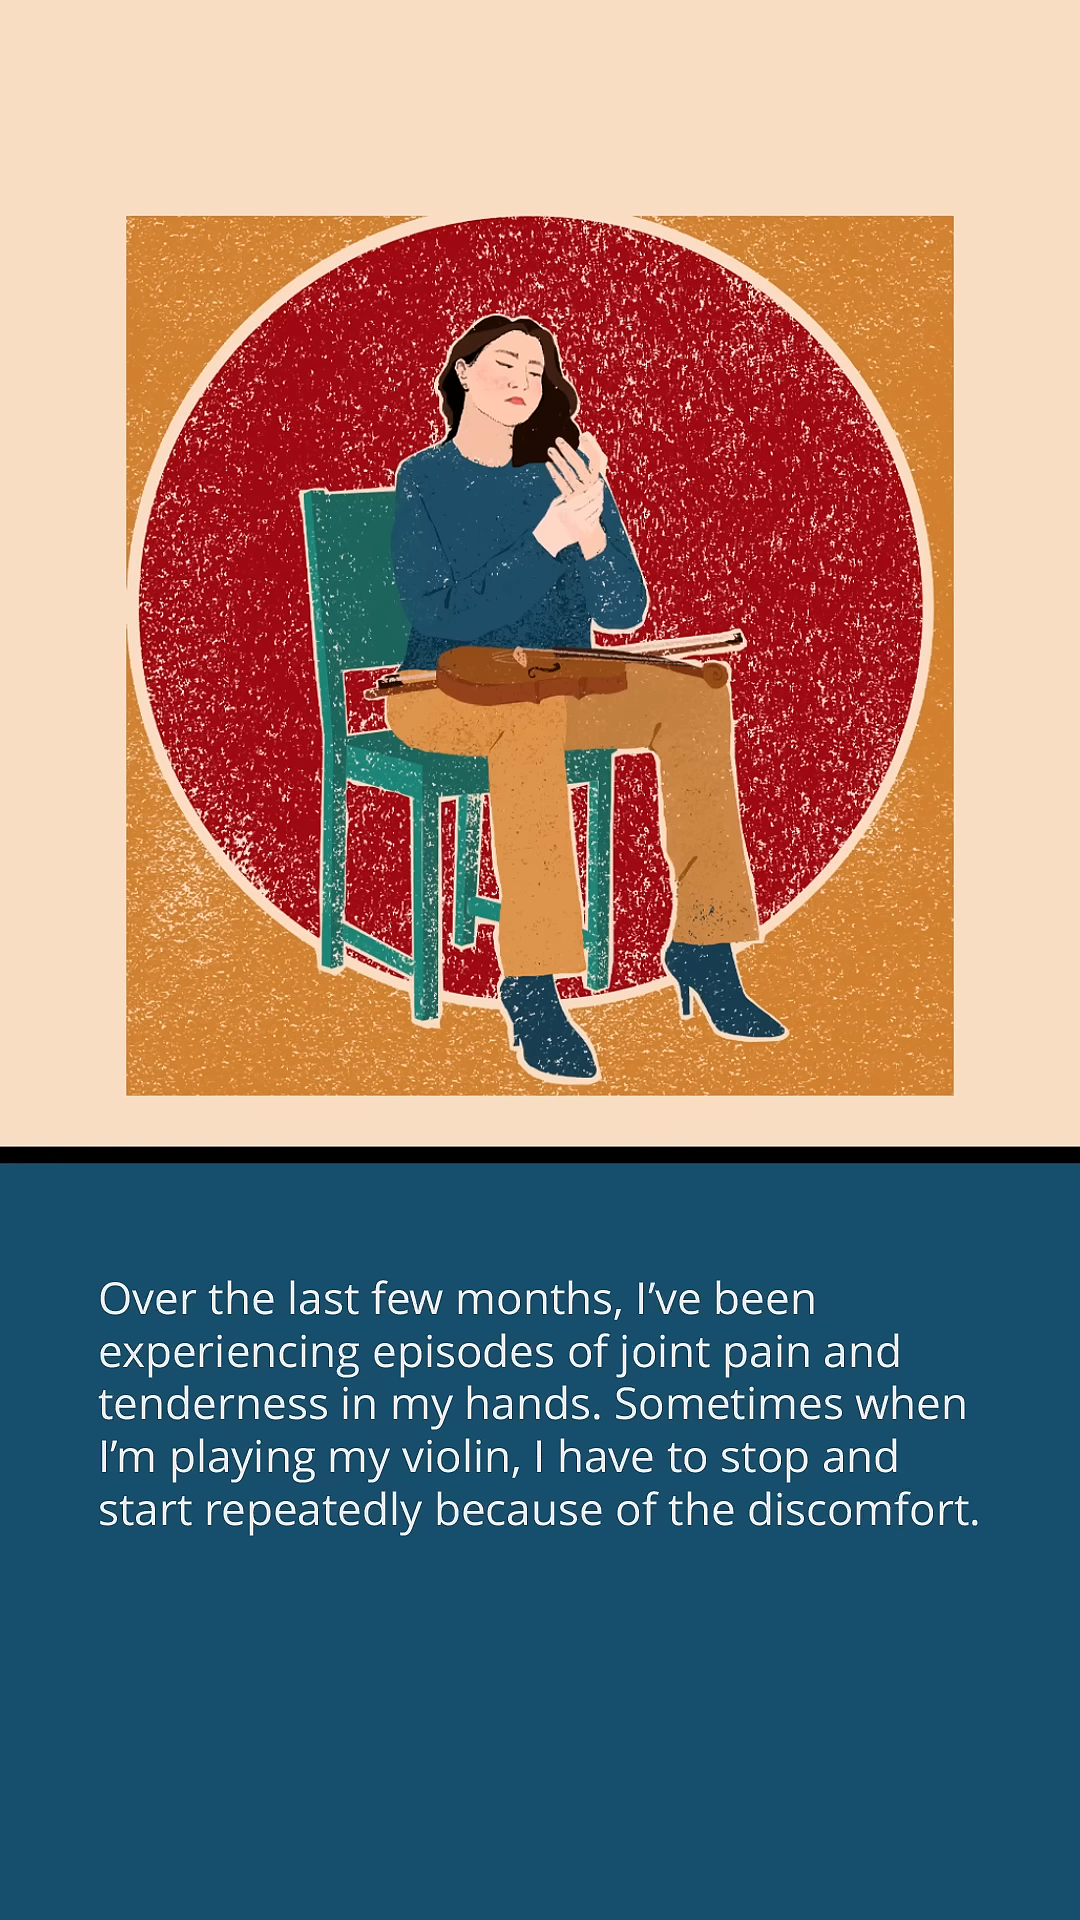 Over the last few months, I’ve been
experiencing episodes of joint pain and
tenderness in my hands. Sometimes when
I’m playing my violin, I have to stop and
start repeatedly because of the discomfort.